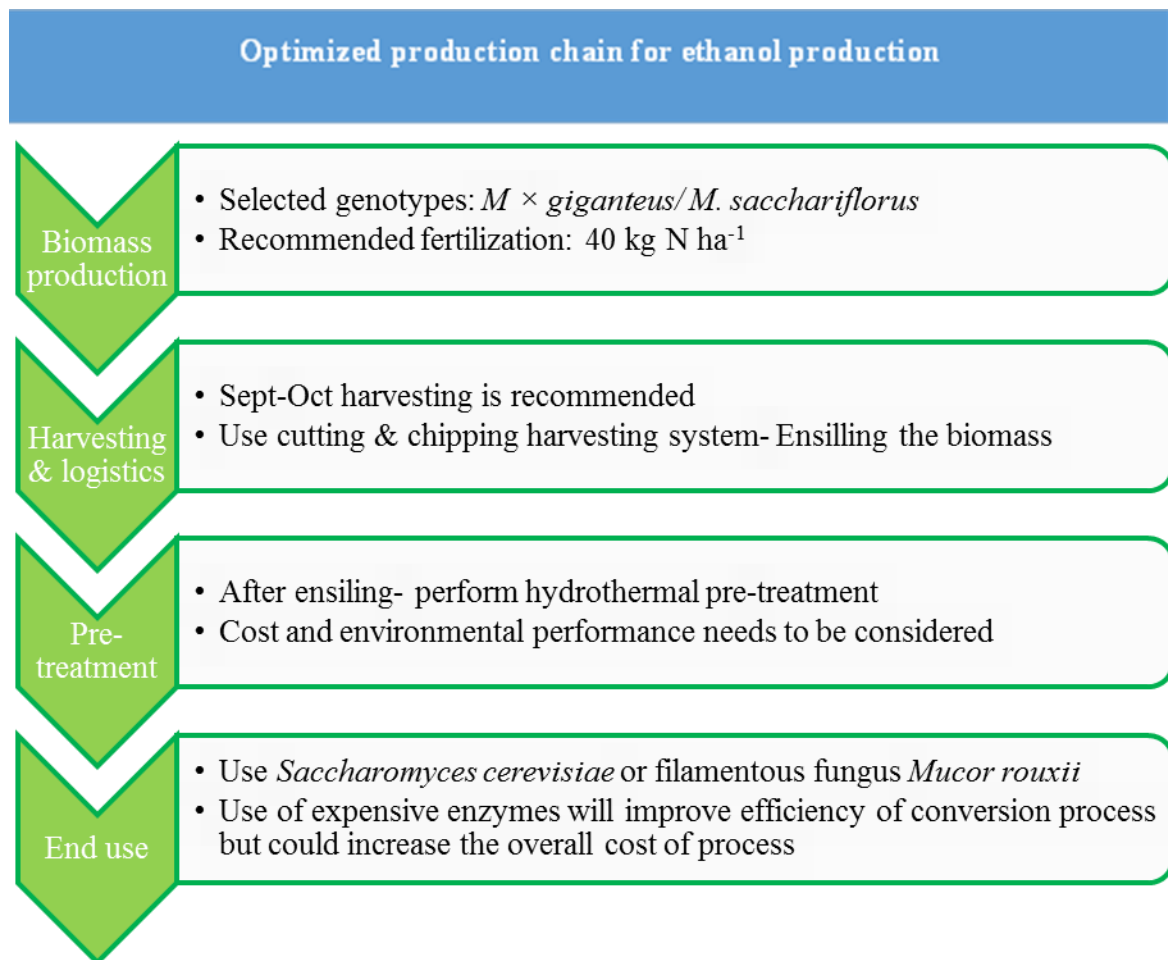 Optimized production chain for ethanol production
Biomass
production
• Selected genotypes: M × giganteus/ M. sacchariflorus
• Recommended fertilization: 40 kg N ha⁻¹
Harvesting
& logistics
• Sept-Oct harvesting is recommended
• Use cutting & chipping harvesting system- Ensilling the biomass
Pre-
treatment
• After ensiling- perform hydrothermal pre-treatment
• Cost and environmental performance needs to be considered
End use
• Use Saccharomyces cerevisiae or filamentous fungus Mucor rouxii
• Use of expensive enzymes will improve efficiency of conversion process
but could increase the overall cost of process